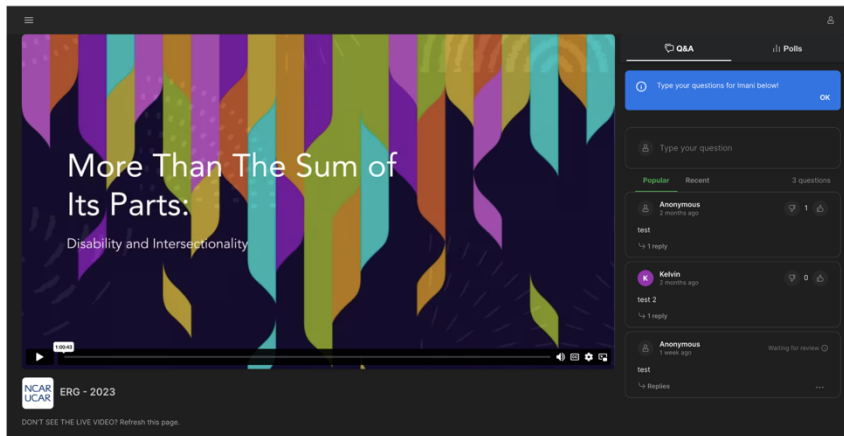 Q&A
Polls
Type your questions for Imani below!
OK
More Than The Sum of
Its Parts:
Disability and Intersectionality
1:00:43
CC
NCAR
UCAR
ERG - 2023
DON'T SEE THE LIVE VIDEO? Refresh this page.
Type your question
Popular Recent 3 questions
Anonymous
2 months ago
1
test
1 reply
K
Kelvin
2 months ago
0
test 2
1 reply
Anonymous
1 week ago
Waiting for review
test
Replies